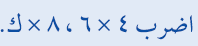 اضرب ٤ × ٦ ، ٨ × ك.